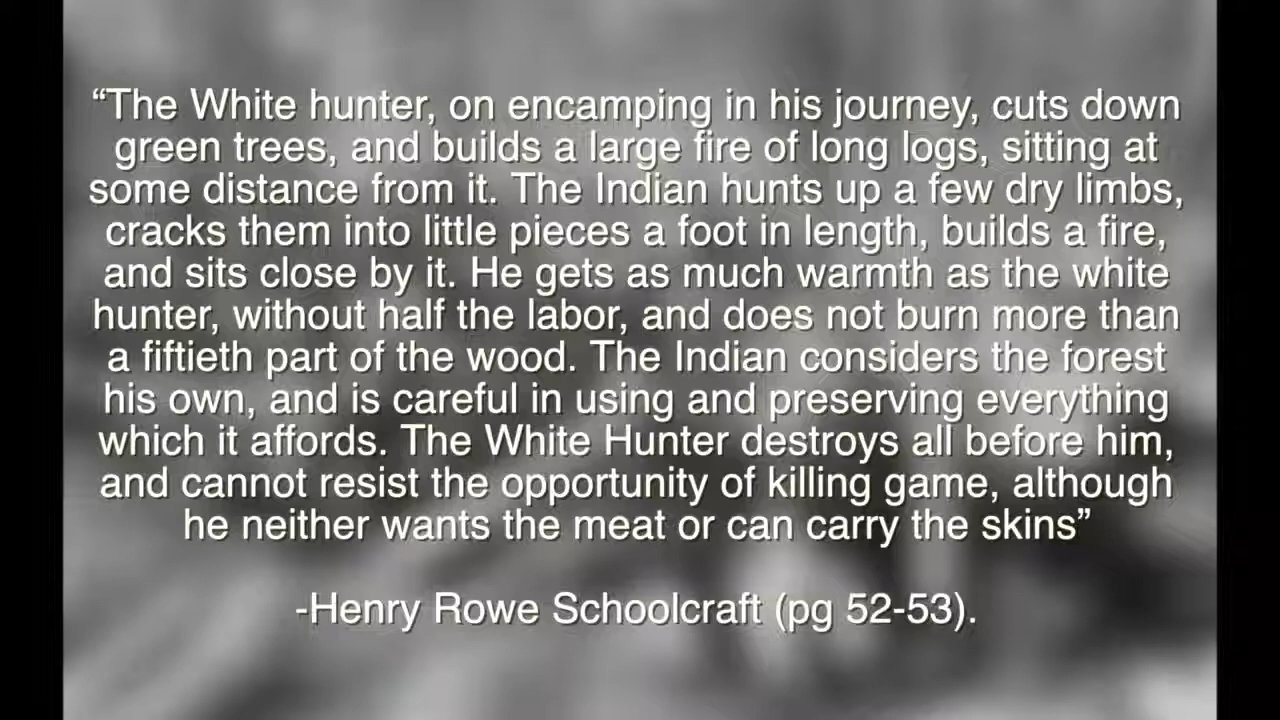 “The White hunter, on encamping in his journey, cuts down
green trees, and builds a large fire of long logs, sitting at
some distance from it. The Indian hunts up a few dry limbs,
cracks them into little pieces a foot in length, builds a fire,
and sits close by it. He gets as much warmth as the white
hunter, without half the labor, and does not burn more than
a fiftieth part of the wood. The Indian considers the forest
his own, and is careful in using and preserving everything
which it affords. The White Hunter destroys all before him,
and cannot resist the opportunity of killing game, although
he neither wants the meat or can carry the skins”
-Henry Rowe Schoolcraft (pg 52-53).